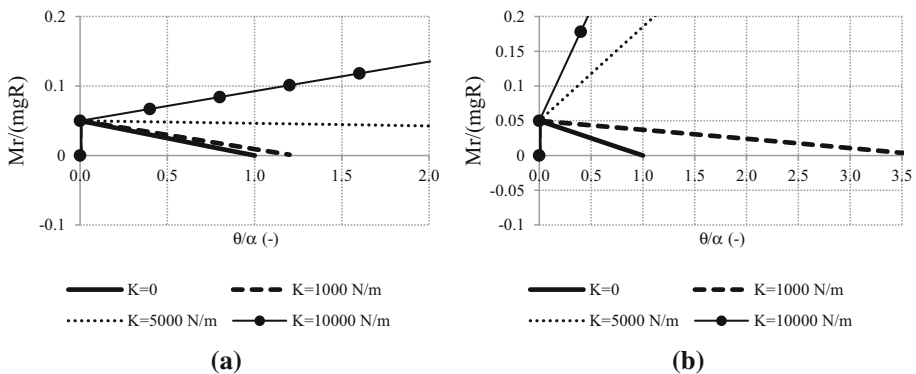 Mr/(mgR)
0.2
0.1
0
-0.1
0.0 0.5 1.0 1.5 2.0
θ/α (-)
K=0
K=1000 N/m
K=5000 N/m
K=10000 N/m
(a)
Mr/(mgR)
0.2
0.15
0.1
0.05
0
-0.05
-0.1
0.0 0.5 1.0 1.5 2.0 2.5 3.0 3.5
θ/α (-)
K=0
K=1000 N/m
K=5000 N/m
K=10000 N/m
(b)